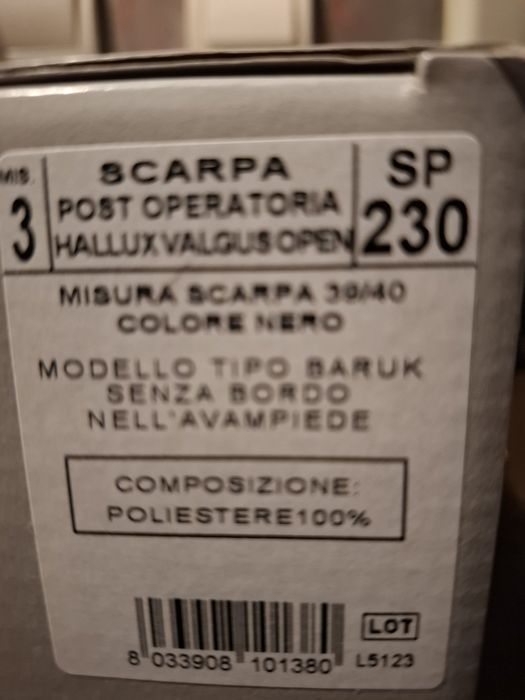 MIS.
3
SCARPA
POST OPERATORIA
HALLUX VALGUS OPEN
SP
230
MISURA SCARPA 39/40
COLORE NERO
MODELLO TIPO BARUK
SENZA BORDO
NELL'AVAMPIEDE
COMPOSIZIONE:
POLIESTERE100%
8 033908 101380
LOT
L5123